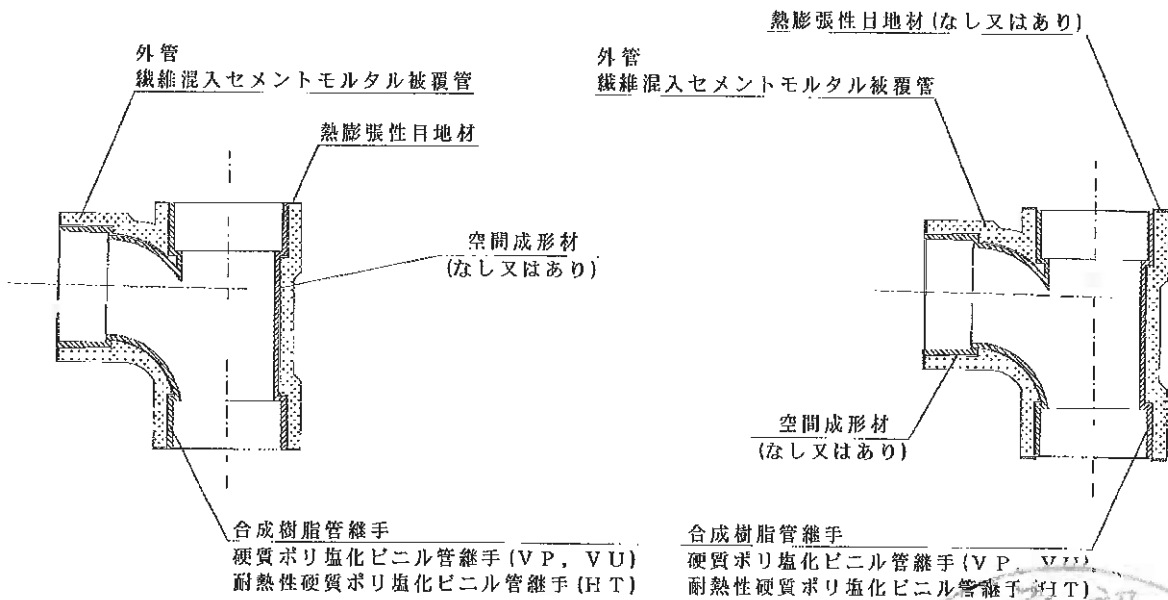 外管
繊維混入セメントモルタル被覆管
熱膨張性目地材
空間成形材
(なし又はあり)
合成樹脂管継手
硬質ポリ塩化ビニル管継手(VP, VU)
耐熱性硬質ポリ塩化ビニル管継手(HT)
熱膨張性目地材(なし又はあり)
外管
繊維混入セメントモルタル被覆管
空間成形材
(なし又はあり)
合成樹脂管継手
硬質ポリ塩化ビニル管継手(VP, VU)
耐熱性硬質ポリ塩化ビニル管継手(HT)